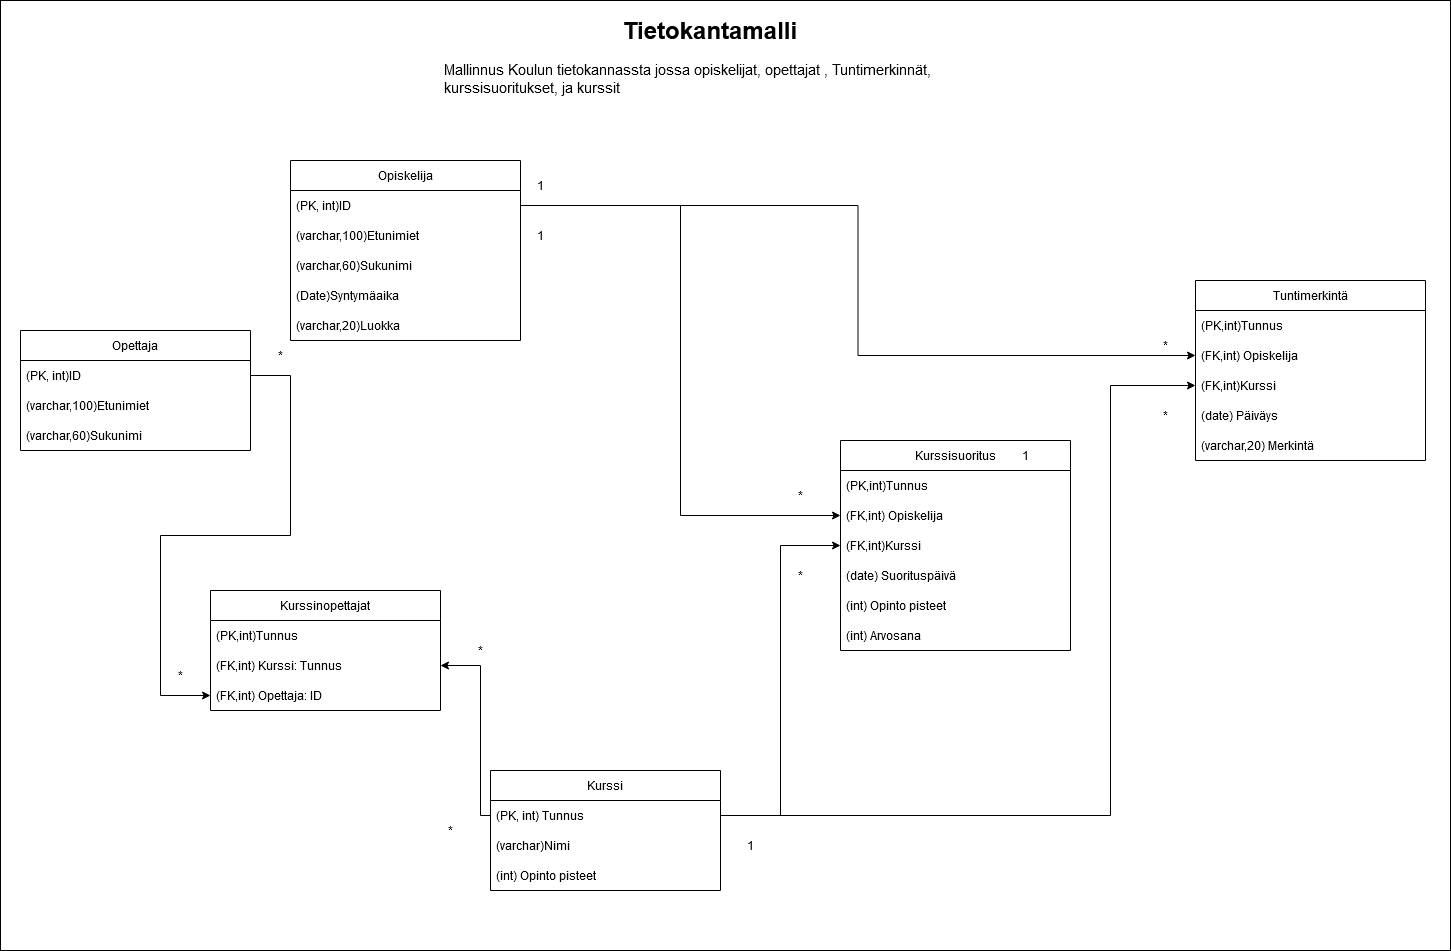 Tietokantamalli
Mallinnus Koulun tietokannassta jossa opiskelijat, opettajat , Tuntimerkinnät,
kurssisuoritukset, ja kurssit
Opiskelija
(PK, int)ID
(varchar,100)Etunimiet
(varchar,60)Sukunimi
(Date)Syntymäaika
(varchar,20)Luokka
1
1
Opettaja
(PK, int)ID
(varchar,100)Etunimiet
(varchar,60)Sukunimi
*
Tuntimerkintä
(PK,int)Tunnus
(FK,int) Opiskelija
(FK,int)Kurssi
(date) Päiväys
(varchar,20) Merkintä
*
*
Kurssisuoritus 1
(PK,int)Tunnus
(FK,int) Opiskelija
(FK,int)Kurssi
(date) Suorituspäivä
(int) Opinto pisteet
(int) Arvosana
*
*
Kurssinopettajat
(PK,int)Tunnus
(FK,int) Kurssi: Tunnus
(FK,int) Opettaja: ID
*
*
Kurssi
(PK, int) Tunnus
(varchar)Nimi
(int) Opinto pisteet
*
1